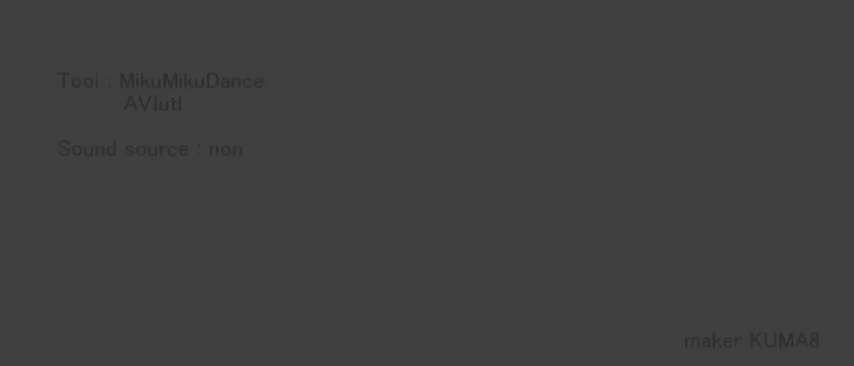 Tool : MikuMikuDance
AVIutl
Sound source : non
maker KUMA8